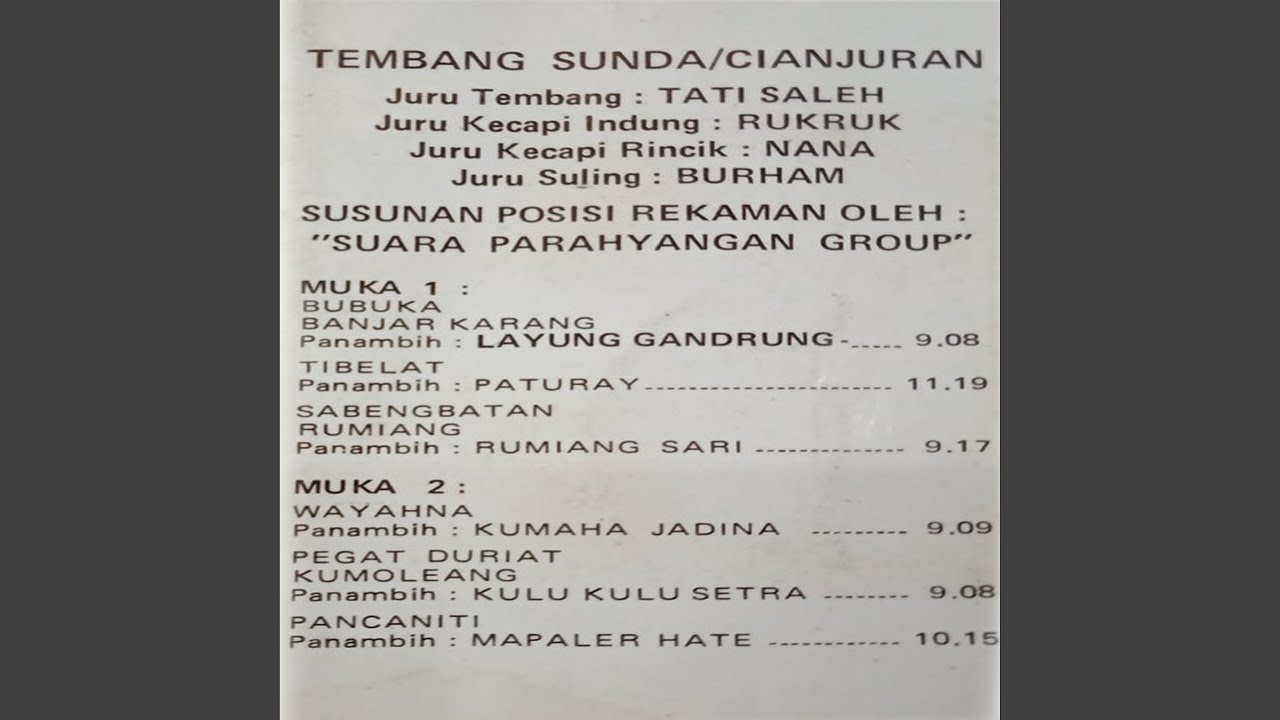 TEMBANG SUNDA/CIANJURAN
Juru Tembang : TATI SALEH
Juru Kecapi Indung : RUKRUK
Juru Kecapi Rincik : NANA
Juru Suling : BURHAM
SUSUNAN POSISI REKAMAN OLEH :
"SUARA PARAHYANGAN GROUP"
MUKA 1 :
BUBUKA
BANJAR KARANG
Panambih : LAYUNG GANDRUNG------ 9.08
TIBELAT
Panambih : PATURAY----------------------- 11.19
SABENGBATAN
RUMIANG
Panambih : RUMIANG SARI -------------- 9.17
MUKA 2 :
WAYAHNA
Panambih : KUMAHA JADINA --------- 9.09
PEGAT DURIAT
KUMOLEANG
Panambih : KULU KULU SETRA -------- 9.08
PANCANITI
Panambih : MAPALER HATE ------------ 10.15